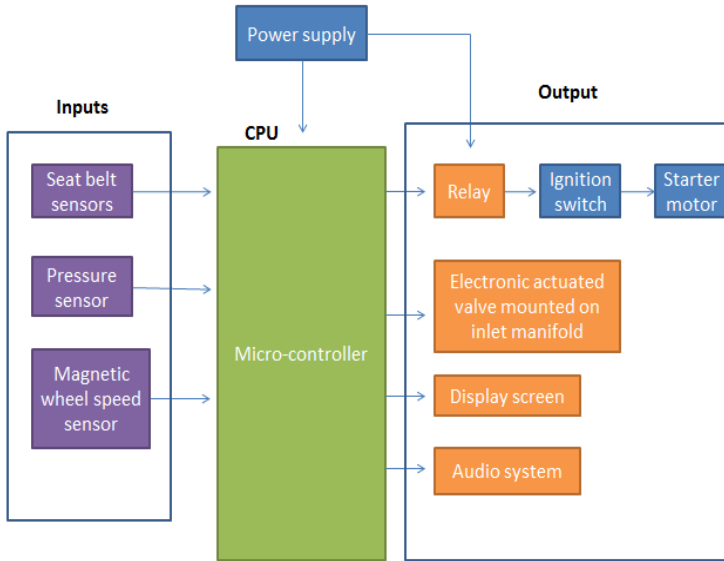 Power supply
Inputs
CPU
Output
Seat belt
sensors
Pressure
sensor
Magnetic
wheel speed
sensor
Micro-controller
Relay
Ignition
switch
Starter
motor
Electronic actuated
valve mounted on
inlet manifold
Display screen
Audio system